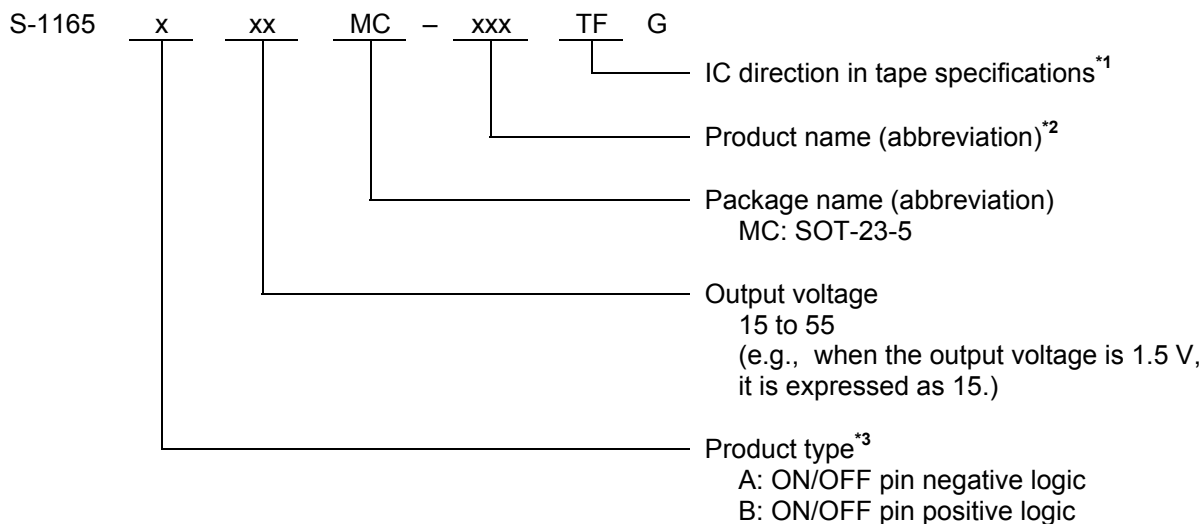 S-1165 x xx MC – xxx TF G
IC direction in tape specifications*1
Product name (abbreviation)*2
Package name (abbreviation)
MC: SOT-23-5
Output voltage
15 to 55
(e.g., when the output voltage is 1.5 V,
it is expressed as 15.)
Product type*3
A: ON/OFF pin negative logic
B: ON/OFF pin positive logic